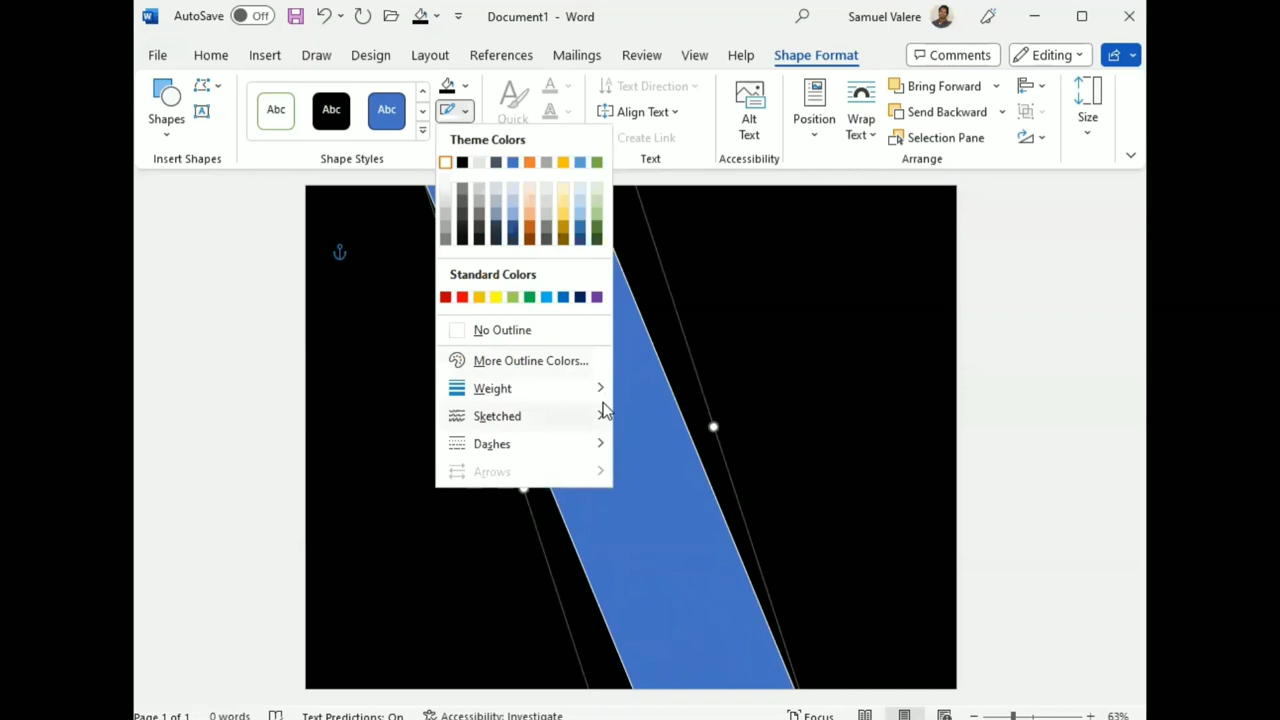 AutoSave Off Document1 - Word Samuel Valere
File Home Insert Draw Design Layout References Mailings Review View Help Shape Format Comments Editing
Shapes
Insert Shapes
Abc Abc Abc
Shape Styles
Quick
Text Direction
Align Text
Create Link
Text
Alt
Text
Accessibility
Position
Wrap
Text
Bring Forward
Send Backward
Selection Pane
Arrange
Size
Theme Colors
Standard Colors
No Outline
More Outline Colors...
Weight
Sketched
Dashes
Arrows
Page 1 of 1 0 words Text Predictions: On Accessibility: Investigate Focus 63%